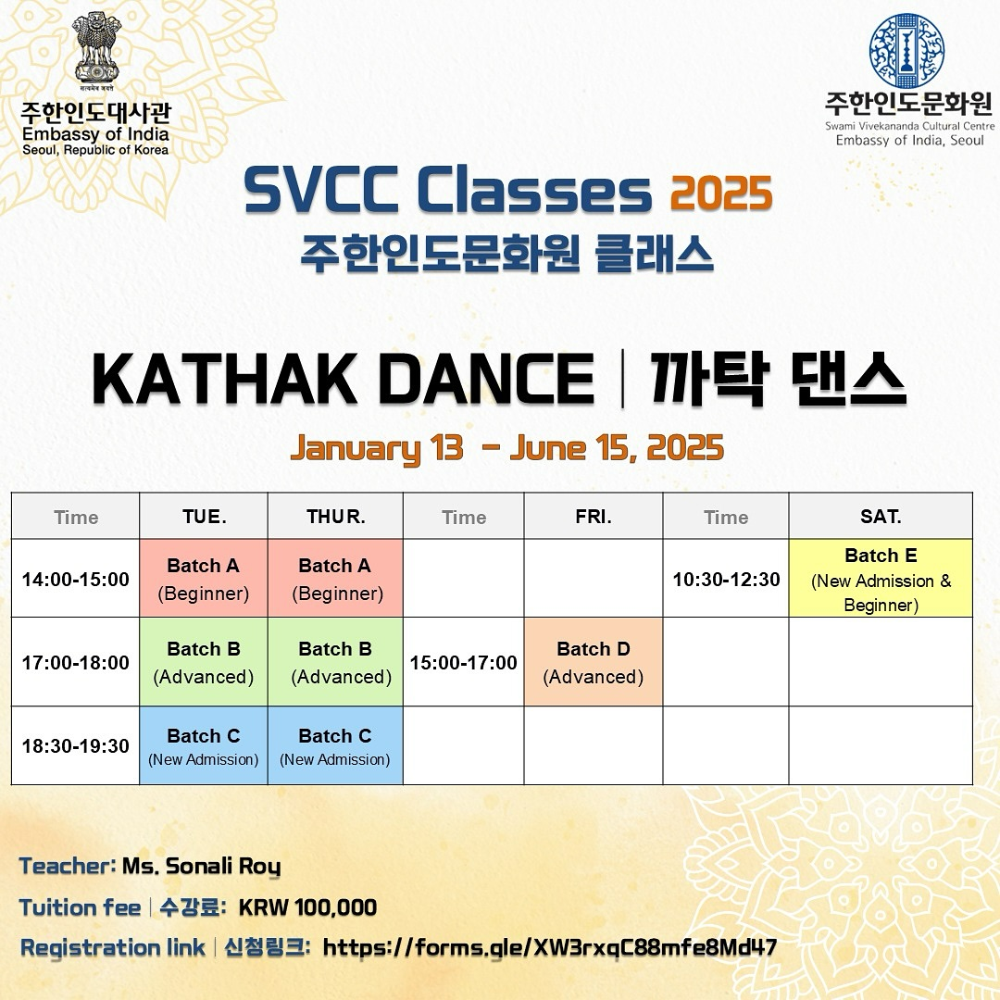 सत्यमेव जयते
주한인도대사관
Embassy of India
Seoul, Republic of Korea
주한인도문화원
Swami Vivekananda Cultural Centre
Embassy of India, Seoul
SVCC Classes 2025
주한인도문화원 클래스
KATHAK DANCE | 까탁 댄스
January 13 – June 15, 2025
Time TUE. THUR. Time FRI. Time SAT.
14:00-15:00 Batch A (Beginner) Batch A (Beginner) 10:30-12:30 Batch E (New Admission & Beginner)
17:00-18:00 Batch B (Advanced) Batch B (Advanced) 15:00-17:00 Batch D (Advanced)
18:30-19:30 Batch C (New Admission) Batch C (New Admission)
Teacher: Ms. Sonali Roy
Tuition fee | 수강료: KRW 100,000
Registration link | 신청링크: https://forms.gle/XW3rxqC88mfe8Md47